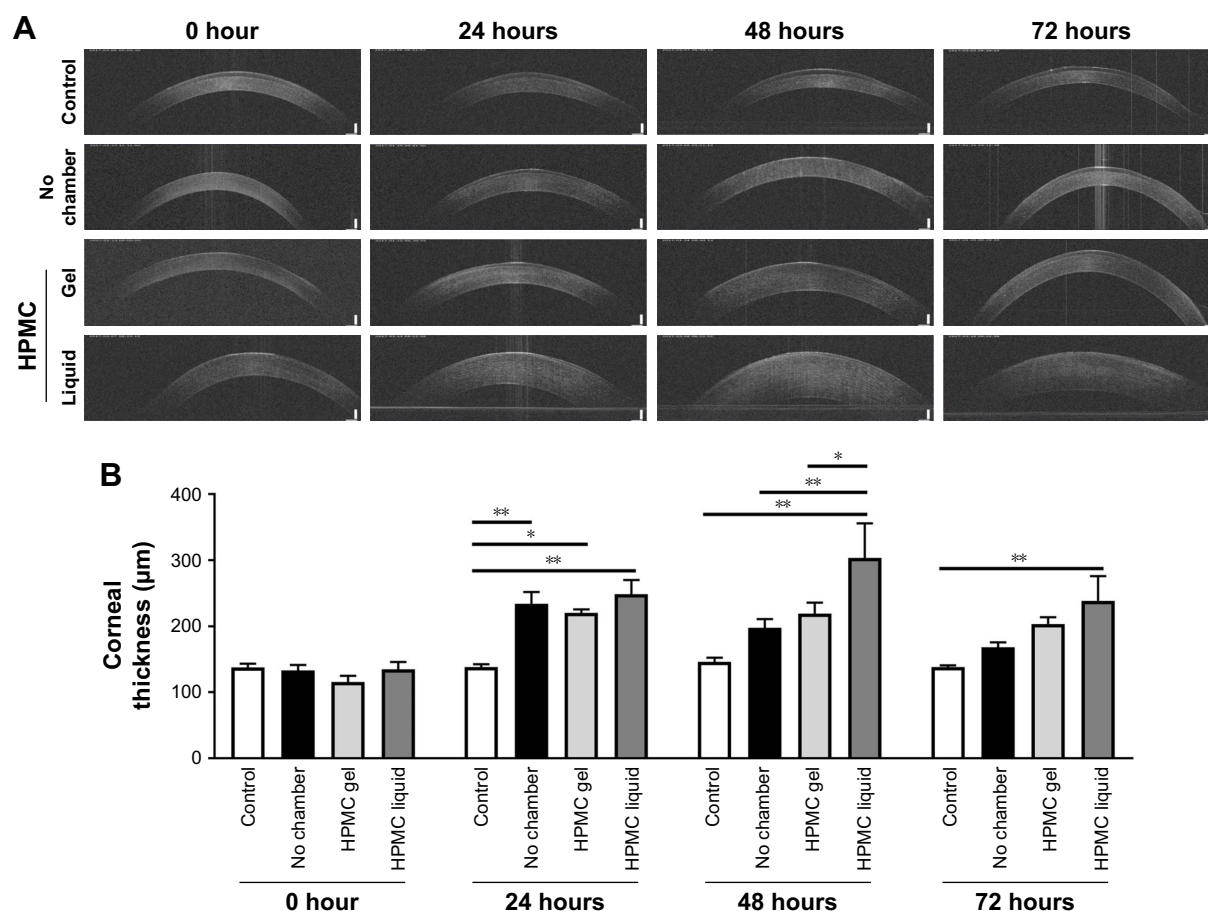 A
0 hour
24 hours
48 hours
72 hours
Control
No
chamber
HPMC
Gel
Liquid
B
Corneal
thickness (µm)
400
300
200
100
0
**
*
**
*
**
**
**
Control
No chamber
HPMC gel
HPMC liquid
Control
No chamber
HPMC gel
HPMC liquid
Control
No chamber
HPMC gel
HPMC liquid
Control
No chamber
HPMC gel
HPMC liquid
0 hour
24 hours
48 hours
72 hours